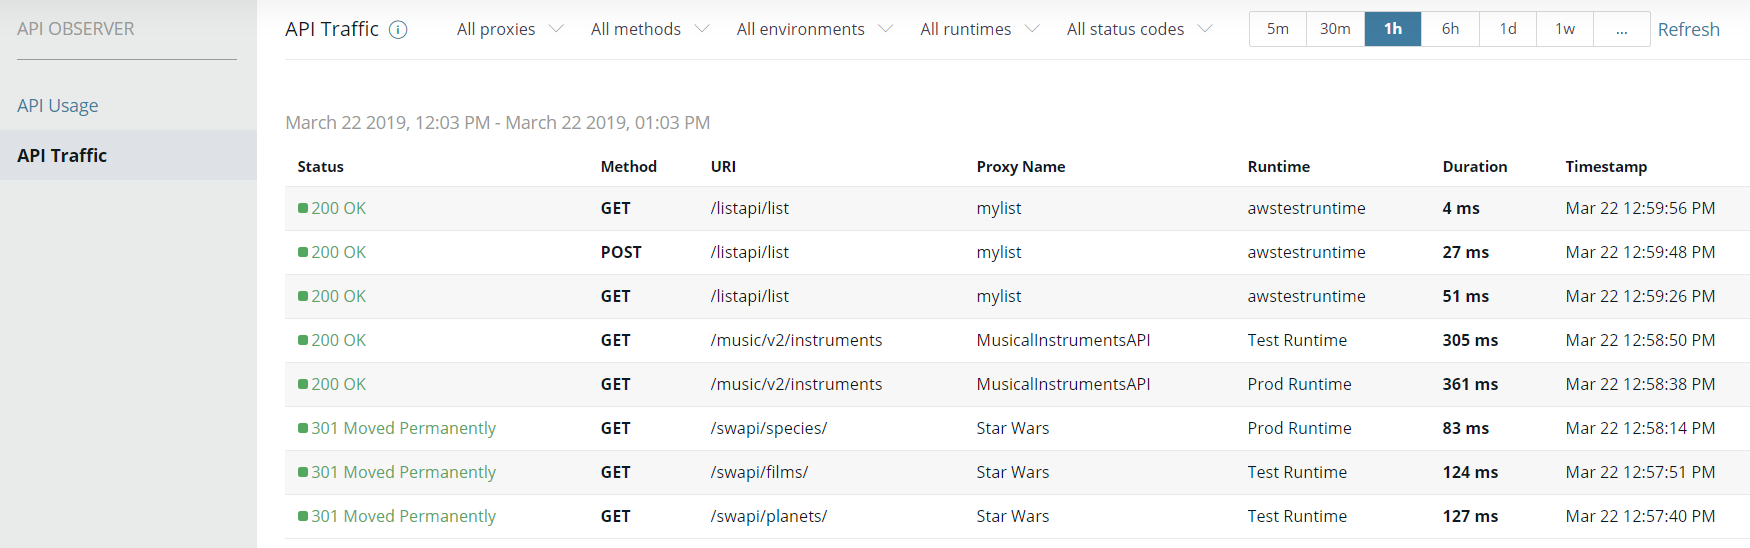 API OBSERVER
API Usage
API Traffic
API Traffic All proxies All methods All environments All runtimes All status codes 5m 30m 1h 6h 1d 1w ... Refresh
March 22 2019, 12:03 PM - March 22 2019, 01:03 PM
Status Method URI Proxy Name Runtime Duration Timestamp
200 OK GET /listapi/list mylist awstestruntime 4 ms Mar 22 12:59:56 PM
200 OK POST /listapi/list mylist awstestruntime 27 ms Mar 22 12:59:48 PM
200 OK GET /listapi/list mylist awstestruntime 51 ms Mar 22 12:59:26 PM
200 OK GET /music/v2/instruments MusicalInstrumentsAPI Test Runtime 305 ms Mar 22 12:58:50 PM
200 OK GET /music/v2/instruments MusicalInstrumentsAPI Prod Runtime 361 ms Mar 22 12:58:38 PM
301 Moved Permanently GET /swapi/species/ Star Wars Prod Runtime 83 ms Mar 22 12:58:14 PM
301 Moved Permanently GET /swapi/films/ Star Wars Test Runtime 124 ms Mar 22 12:57:51 PM
301 Moved Permanently GET /swapi/planets/ Star Wars Test Runtime 127 ms Mar 22 12:57:40 PM